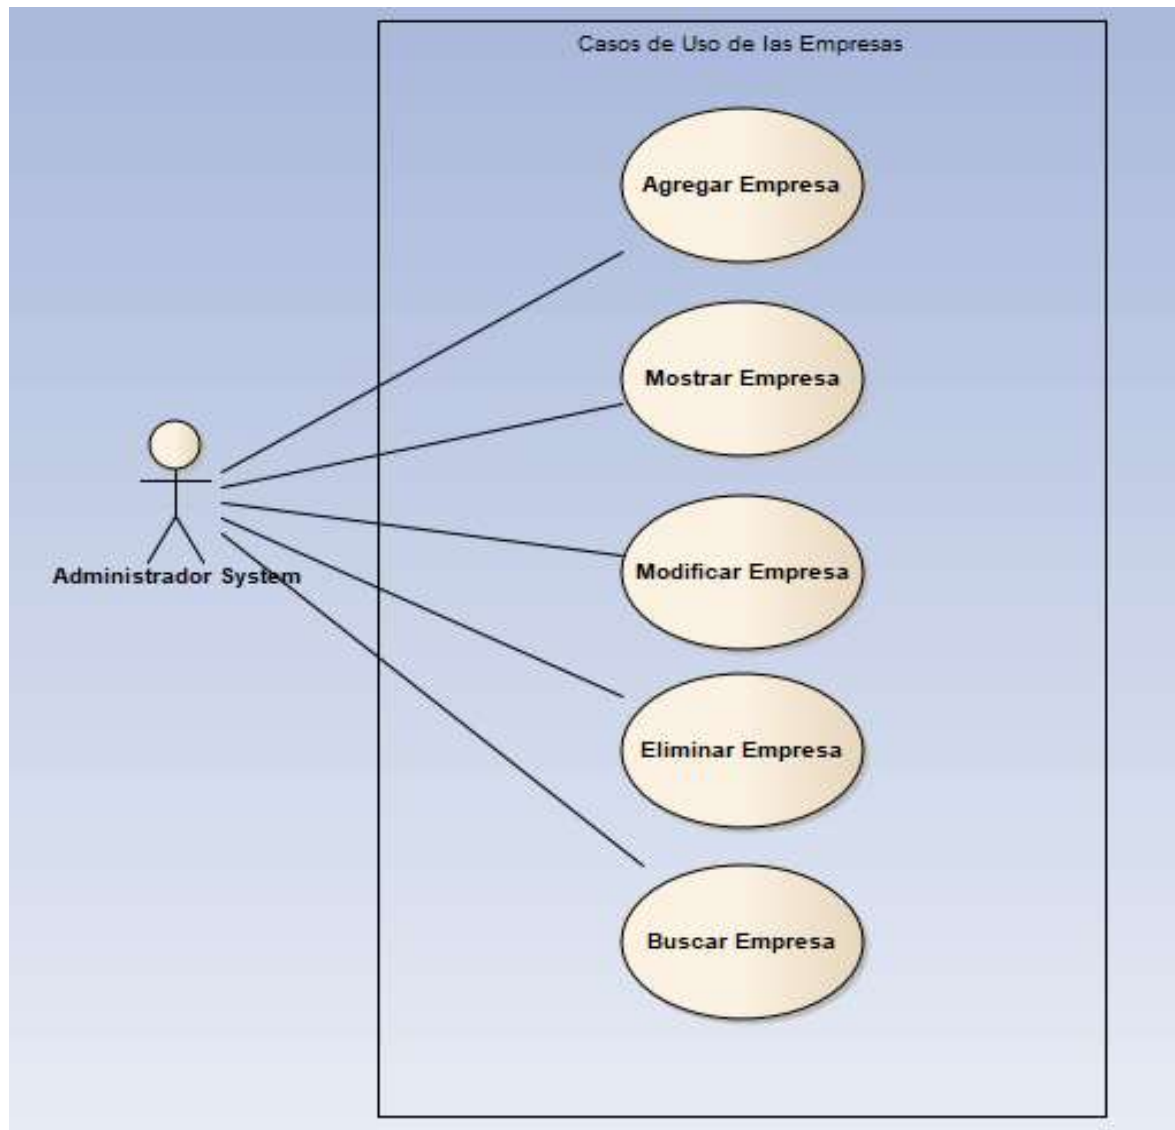 Casos de Uso de las Empresas
Agregar Empresa
Mostrar Empresa
Modificar Empresa
Administrador System
Eliminar Empresa
Buscar Empresa